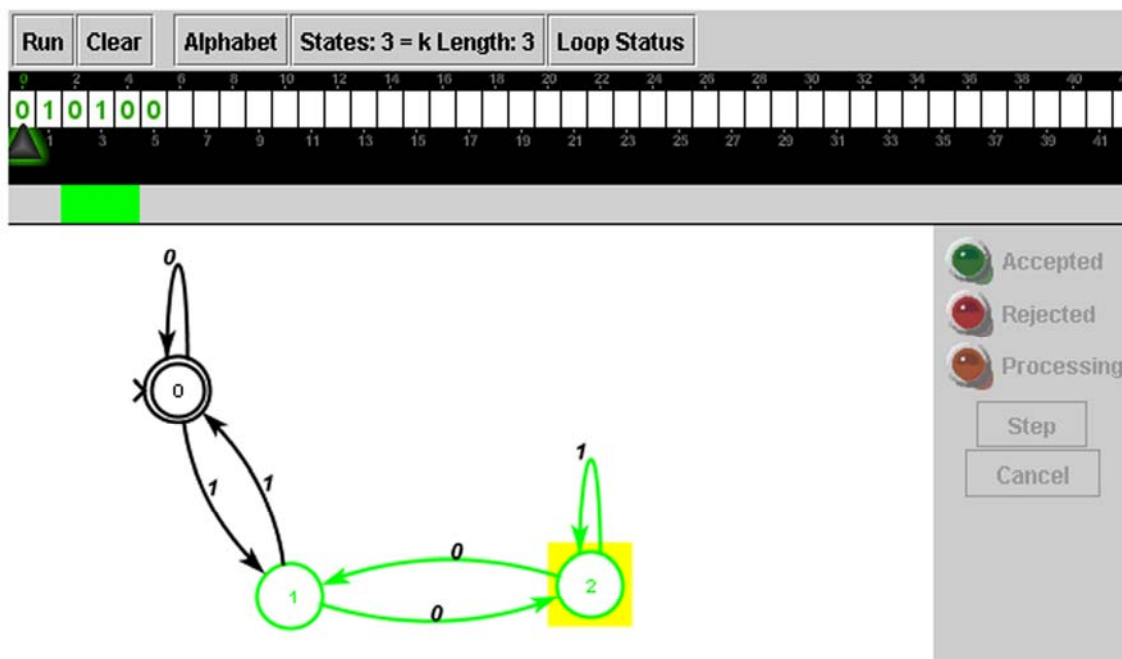 Run Clear Alphabet States: 3 = k Length: 3 Loop Status
0 2 4 6 8 10 12 14 16 18 20 22 24 26 28 30 32 34 36 38 40
0 1 0 1 0 0
1 3 5 7 9 11 13 15 17 19 21 23 25 27 29 31 33 35 37 39 41
0
Accepted
Rejected
Processing
0
Step
1
Cancel
1 1
0
2
1
0